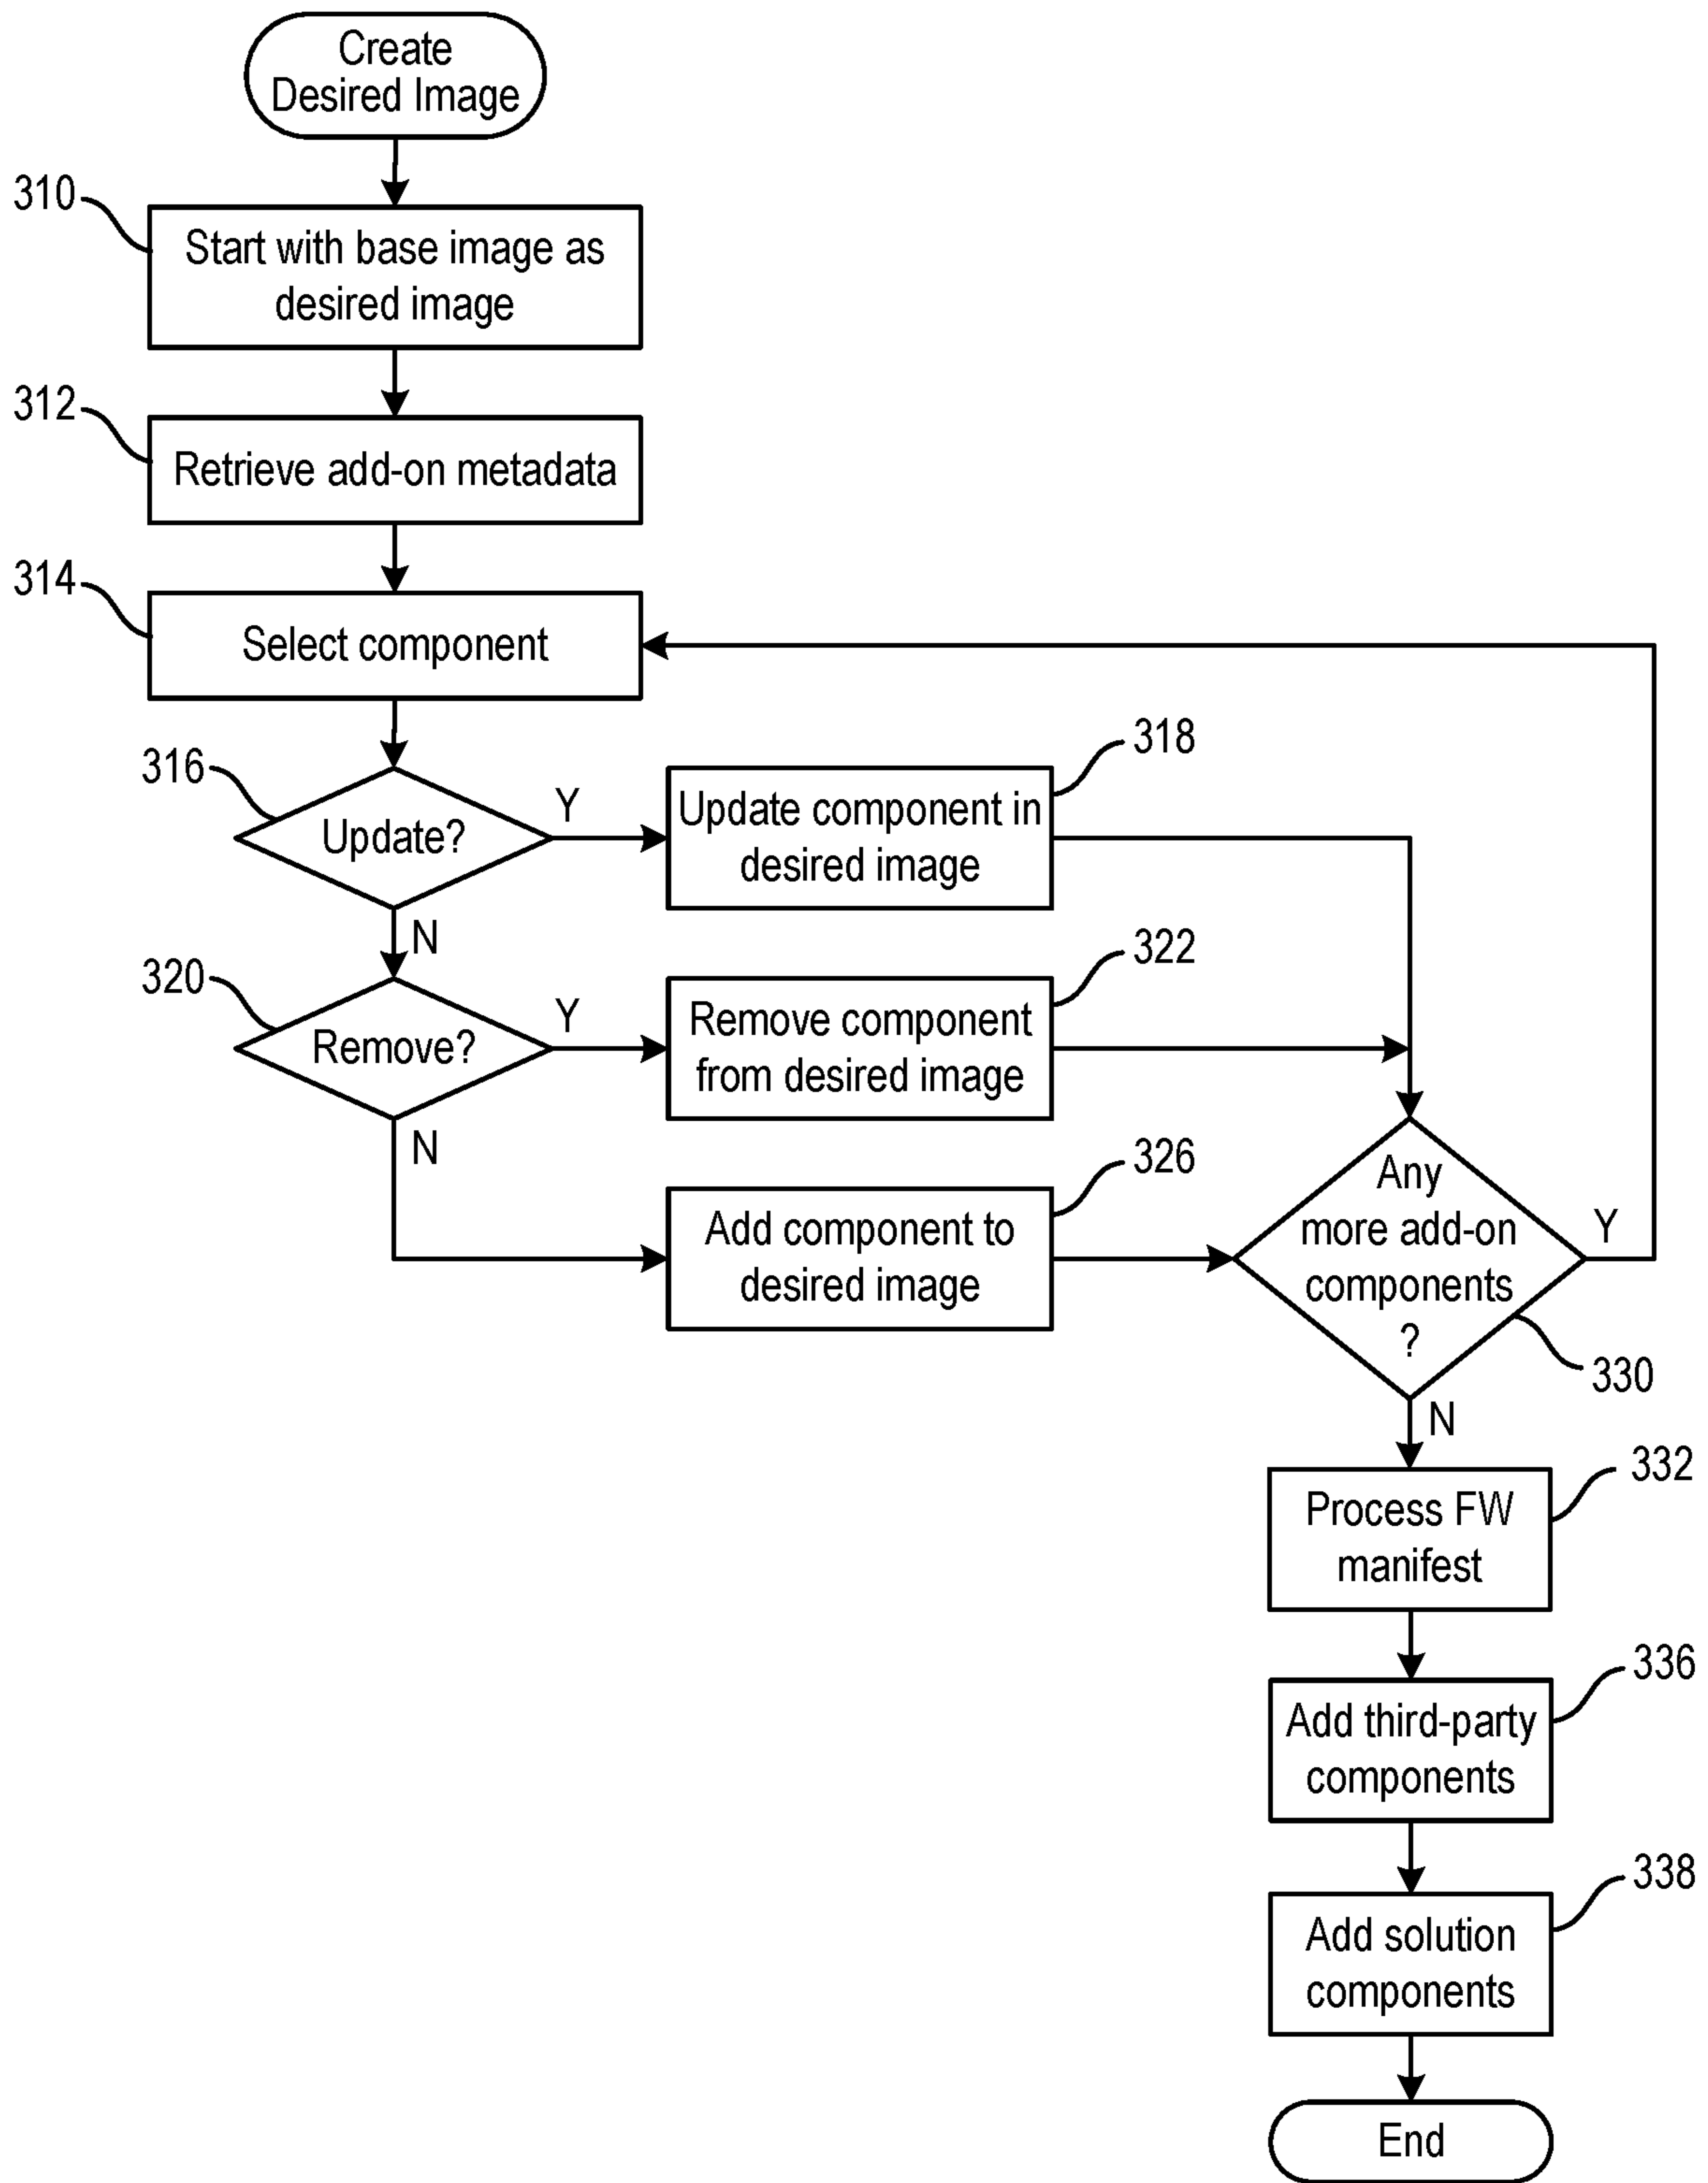 Create
Desired Image
310
Start with base image as
desired image
312
Retrieve add-on metadata
314
Select component
316
Update?
Y
N
318
Update component in
desired image
320
Remove?
Y
N
322
Remove component
from desired image
326
Add component to
desired image
Any
more add-on
components
?
Y
330
N
332
Process FW
manifest
336
Add third-party
components
338
Add solution
components
End